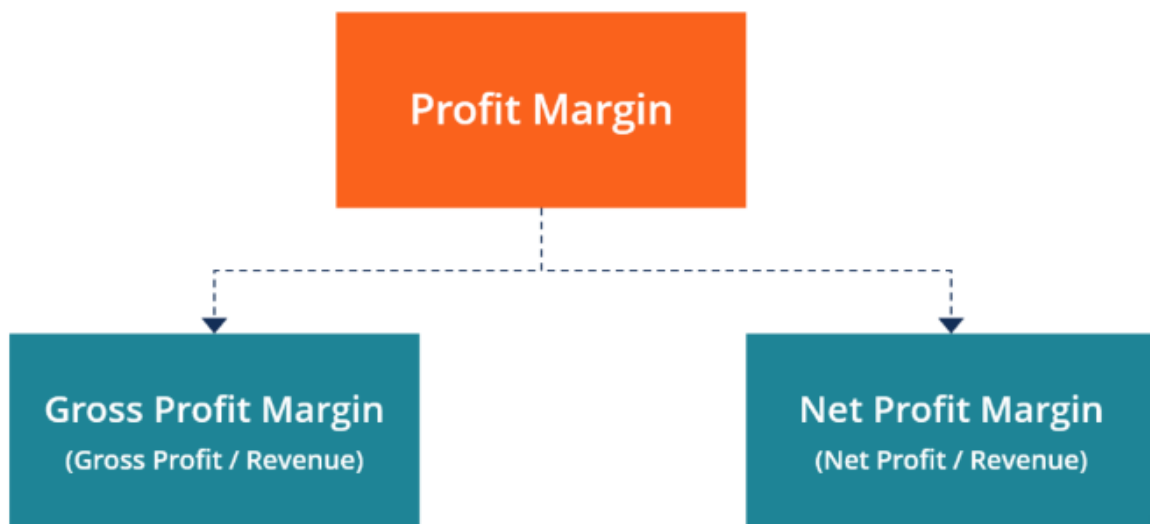 Profit Margin
Gross Profit Margin
(Gross Profit / Revenue)
Net Profit Margin
(Net Profit / Revenue)